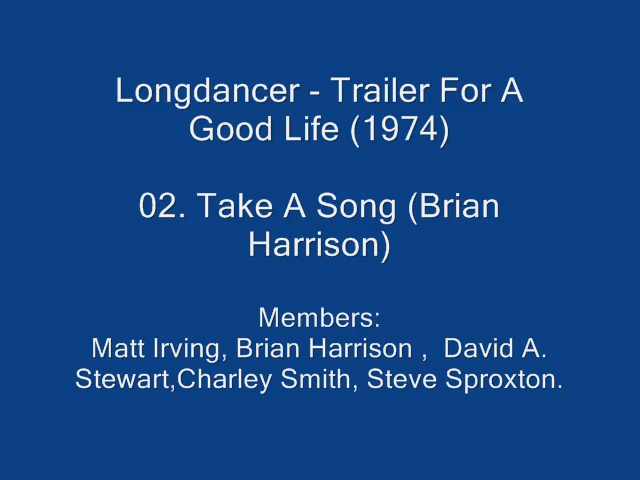 Longdancer - Trailer For A
Good Life (1974)
02. Take A Song (Brian
Harrison)
Members:
Matt Irving, Brian Harrison ,  David A.
Stewart,Charley Smith, Steve Sproxton.